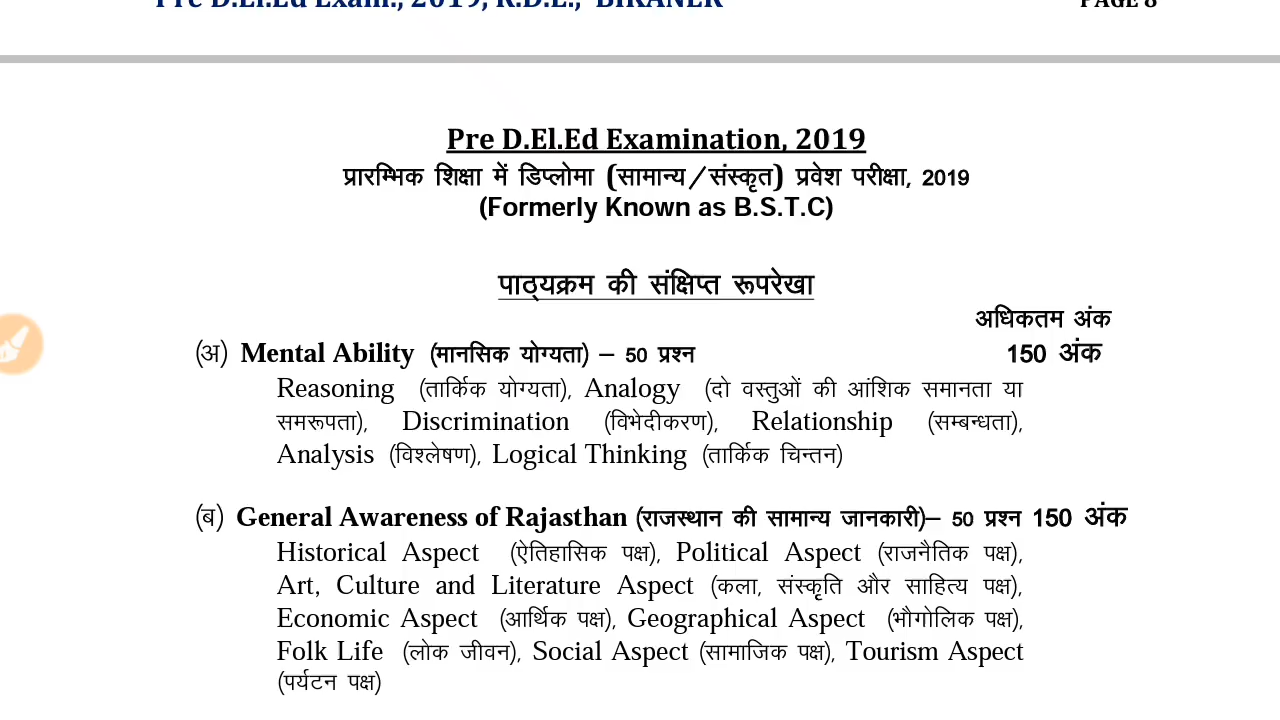 Pre D.El.Ed Exam., 2019, R.D.E., BIKANER PAGE 8
Pre D.El.Ed Examination, 2019
प्रारम्भिक शिक्षा में डिप्लोमा (सामान्य/संस्कृत) प्रवेश परीक्षा, 2019
(Formerly Known as B.S.T.C)
पाठ्यक्रम की संक्षिप्त रूपरेखा
अधिकतम अंक
(अ) Mental Ability (मानसिक योग्यता) – 50 प्रश्न 150 अंक
Reasoning (तार्किक योग्यता), Analogy (दो वस्तुओं की आंशिक समानता या
समरूपता), Discrimination (विभेदीकरण), Relationship (सम्बन्धता),
Analysis (विश्लेषण), Logical Thinking (तार्किक चिन्तन)
(ब) General Awareness of Rajasthan (राजस्थान की सामान्य जानकारी)– 50 प्रश्न 150 अंक
Historical Aspect (ऐतिहासिक पक्ष), Political Aspect (राजनैतिक पक्ष),
Art, Culture and Literature Aspect (कला, संस्कृति और साहित्य पक्ष),
Economic Aspect (आर्थिक पक्ष), Geographical Aspect (भौगोलिक पक्ष),
Folk Life (लोक जीवन), Social Aspect (सामाजिक पक्ष), Tourism Aspect
(पर्यटन पक्ष)